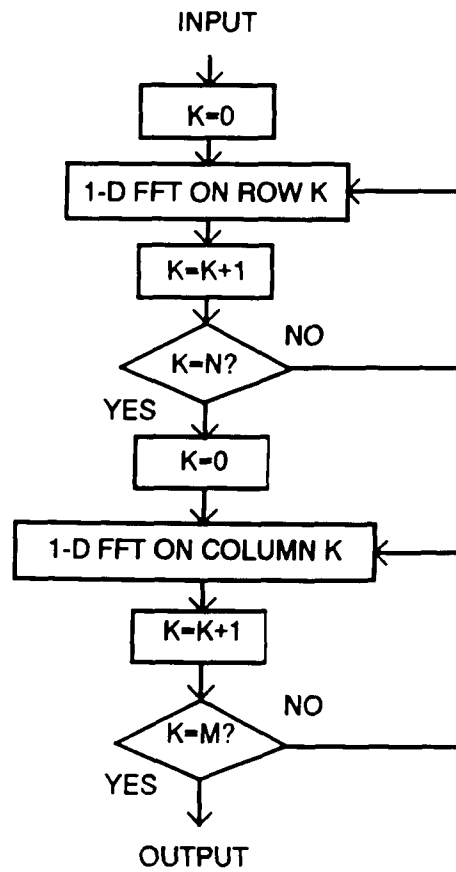 INPUT
K=0
1-D FFT ON ROW K
K=K+1
NO
K=N?
YES
K=0
1-D FFT ON COLUMN K
K=K+1
NO
K=M?
YES
OUTPUT